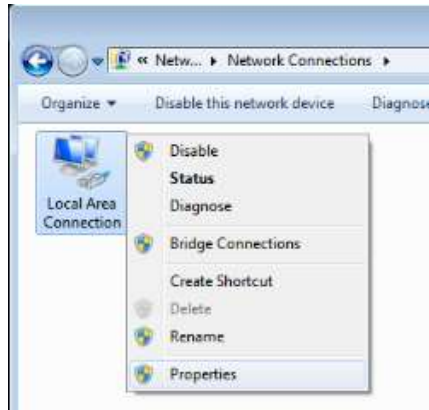 « Netw... ▸ Network Connections ▸
Organize ▾ Disable this network device Diagnose
Local Area
Connection
Disable
Status
Diagnose
Bridge Connections
Create Shortcut
Delete
Rename
Properties